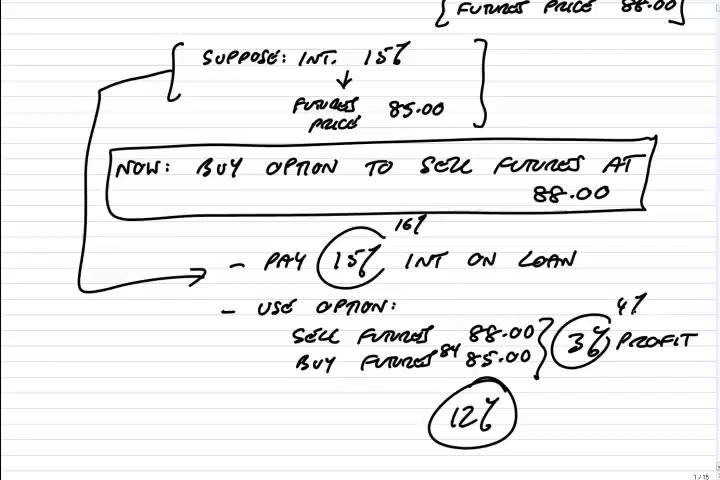 [FUTURES PRICE 88.00]
SUPPOSE: INT. 15%
FUTURES 85.00
PRICE
NOW: BUY OPTION TO SELL FUTURES AT
88.00
16%
- PAY 15% INT ON LOAN
4%
- USE OPTION:
SELL FUTURES 88.00
3% PROFIT
BUY FUTURES 84 85.00
12%
1/15